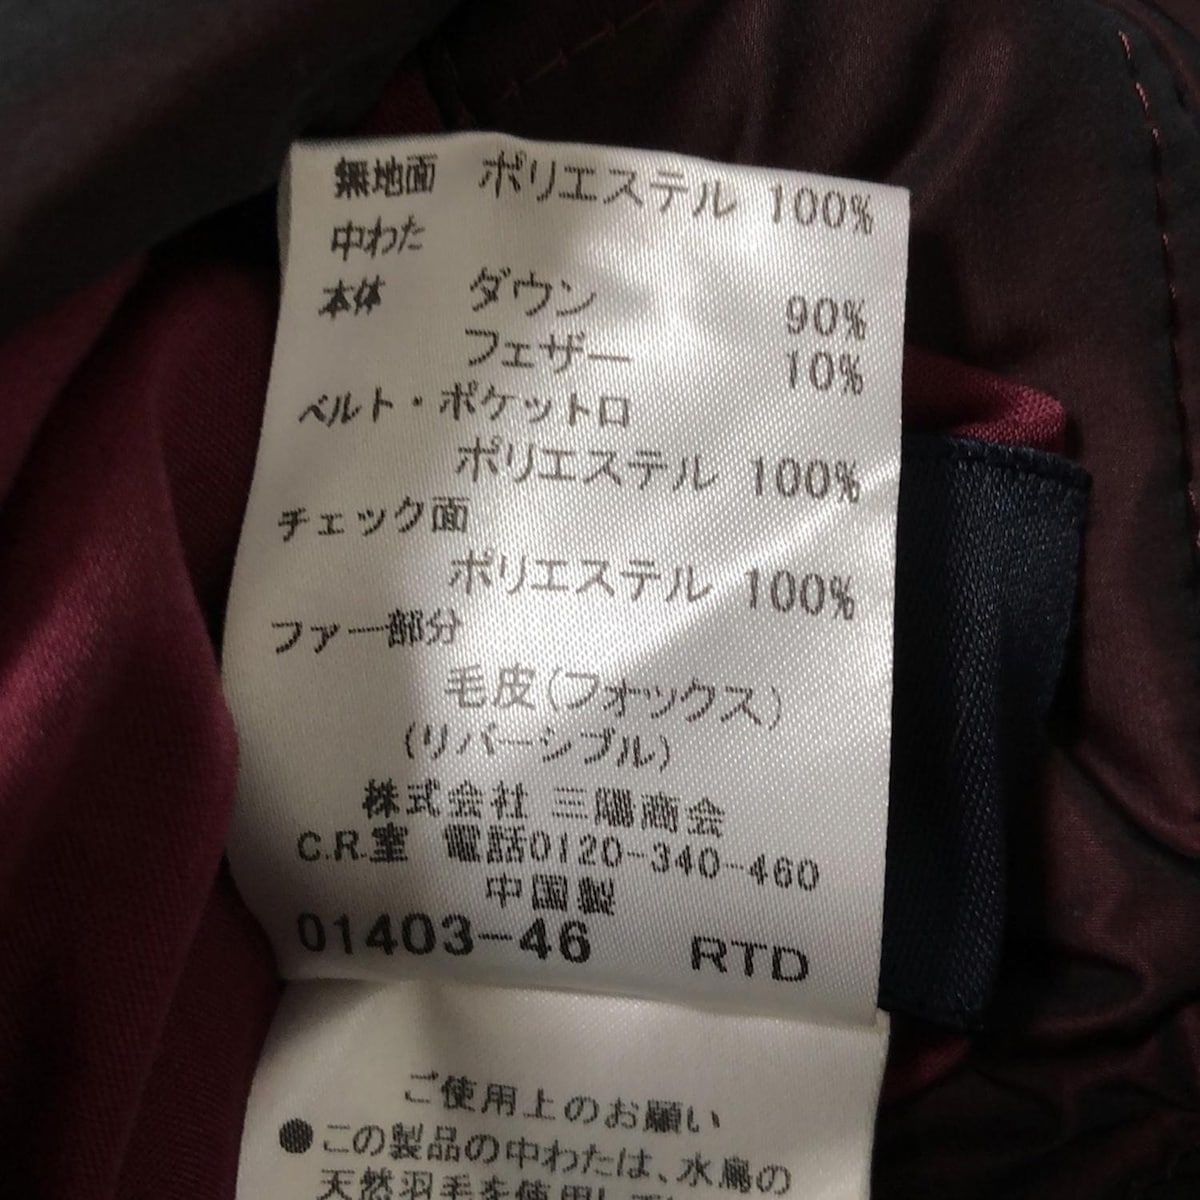 無地面 ポリエステル 100%
中わた
本体 ダウン 90%
フェザー 10%
ベルト・ポケット口
ポリエステル 100%
チェック面
ポリエステル 100%
ファー部分
毛皮(フォックス)
(リバーシブル)
株式会社 三陽商会
C.R.室 電話0120-340-460
中国製
01403-46 RTD
ご使用上のお願い
●この製品の中わたは、水鳥の
天然羽毛を使用して